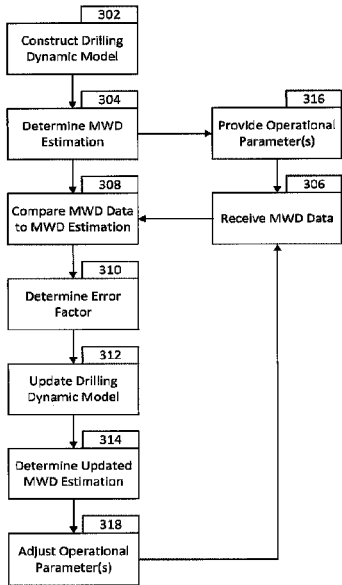 302
Construct Drilling
Dynamic Model
304
Determine MWD
Estimation
316
Provide Operational
Parameter(s)
308
Compare MWD Data
to MWD Estimation
306
Receive MWD Data
310
Determine Error
Factor
312
Update Drilling
Dynamic Model
314
Determine Updated
MWD Estimation
318
Adjust Operational
Parameter(s)